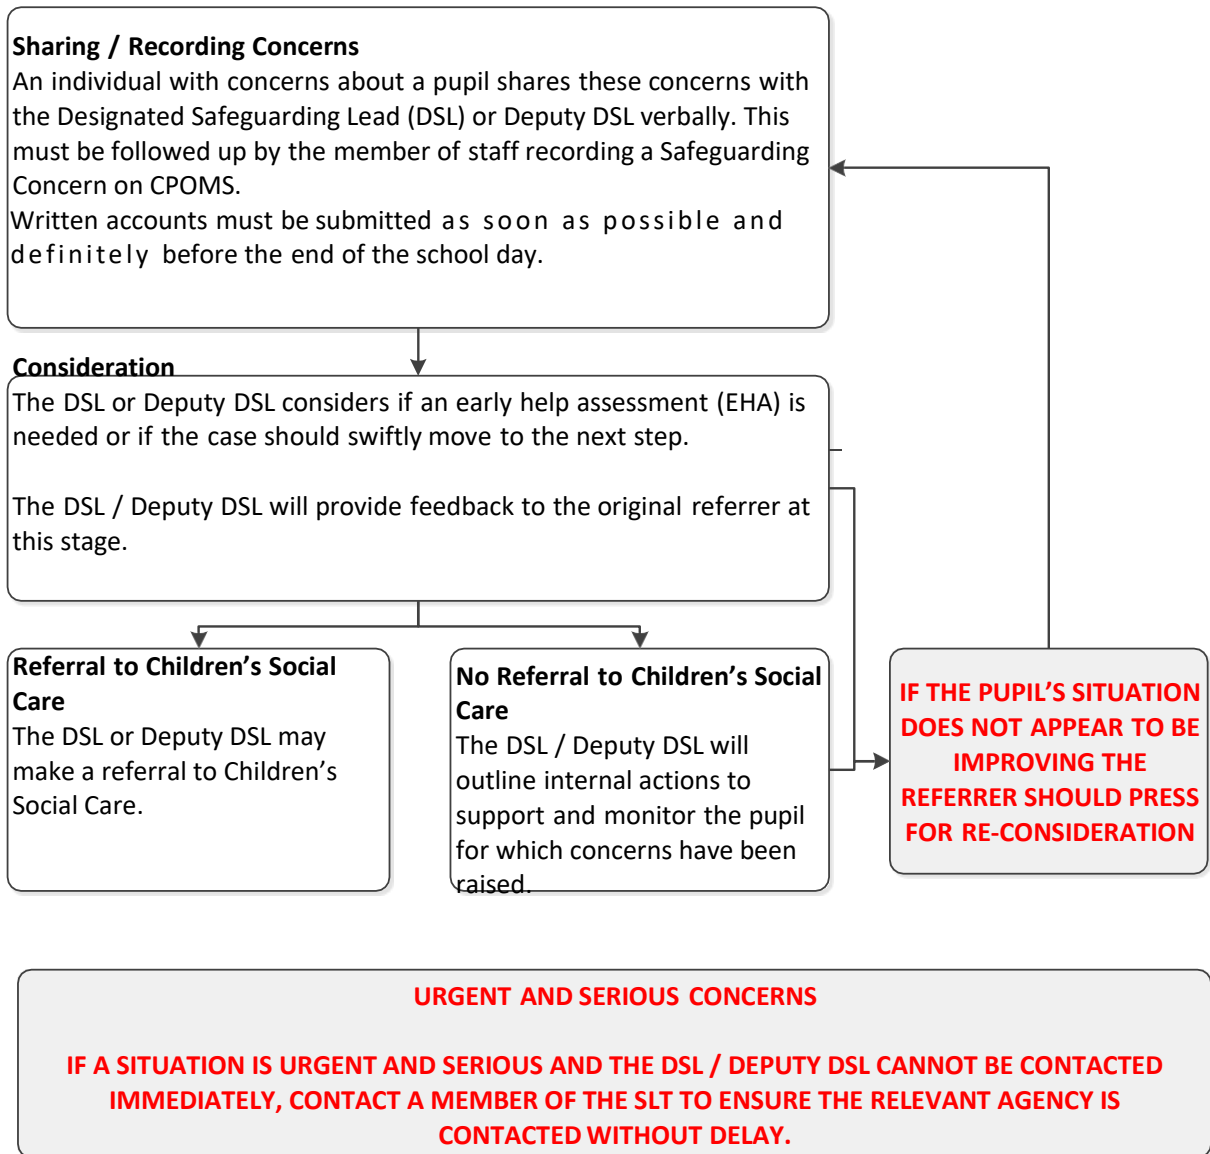 Sharing / Recording Concerns
An individual with concerns about a pupil shares these concerns with
the Designated Safeguarding Lead (DSL) or Deputy DSL verbally. This
must be followed up by the member of staff recording a Safeguarding
Concern on CPOMS.
Written accounts must be submitted as soon as possible and
definitely before the end of the school day.
Consideration
The DSL or Deputy DSL considers if an early help assessment (EHA) is
needed or if the case should swiftly move to the next step.
The DSL / Deputy DSL will provide feedback to the original referrer at
this stage.
Referral to Children’s Social
Care
The DSL or Deputy DSL may
make a referral to Children’s
Social Care.
No Referral to Children’s Social
Care
The DSL / Deputy DSL will
outline internal actions to
support and monitor the pupil
for which concerns have been
raised.
IF THE PUPIL’S SITUATION
DOES NOT APPEAR TO BE
IMPROVING THE
REFERRER SHOULD PRESS
FOR RE-CONSIDERATION
URGENT AND SERIOUS CONCERNS
IF A SITUATION IS URGENT AND SERIOUS AND THE DSL / DEPUTY DSL CANNOT BE CONTACTED
IMMEDIATELY, CONTACT A MEMBER OF THE SLT TO ENSURE THE RELEVANT AGENCY IS
CONTACTED WITHOUT DELAY.